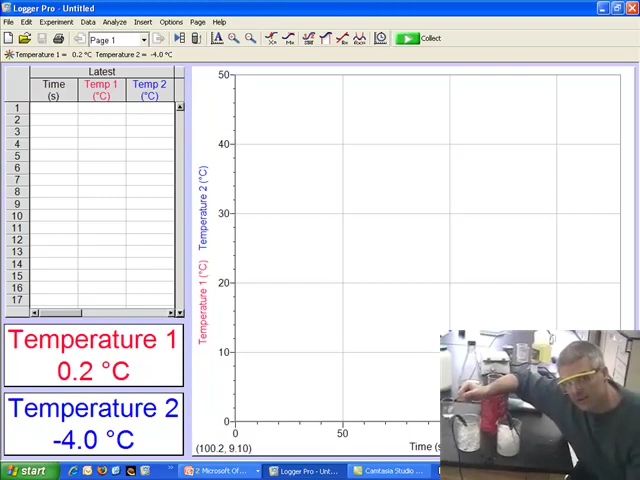 Logger Pro - Untitled
File Edit Experiment Data Analyze Insert Options Page Help
Page 1
Collect
Temperature 1 = 0.2 °C Temperature 2 = -4.0 °C
Latest
Time Temp 1 Temp 2
(s) (°C) (°C)
1
2
3
4
5
6
7
8
9
10
11
12
13
14
15
16
17
Temperature 1
0.2 °C
Temperature 2
-4.0 °C
Temperature 1 (°C) Temperature 2 (°C)
50
40
30
20
10
0
0 50
(100.2, 9.10) Time (s
start 2 Microsoft Of... Logger Pro - Unt... Camtasia Studio ...